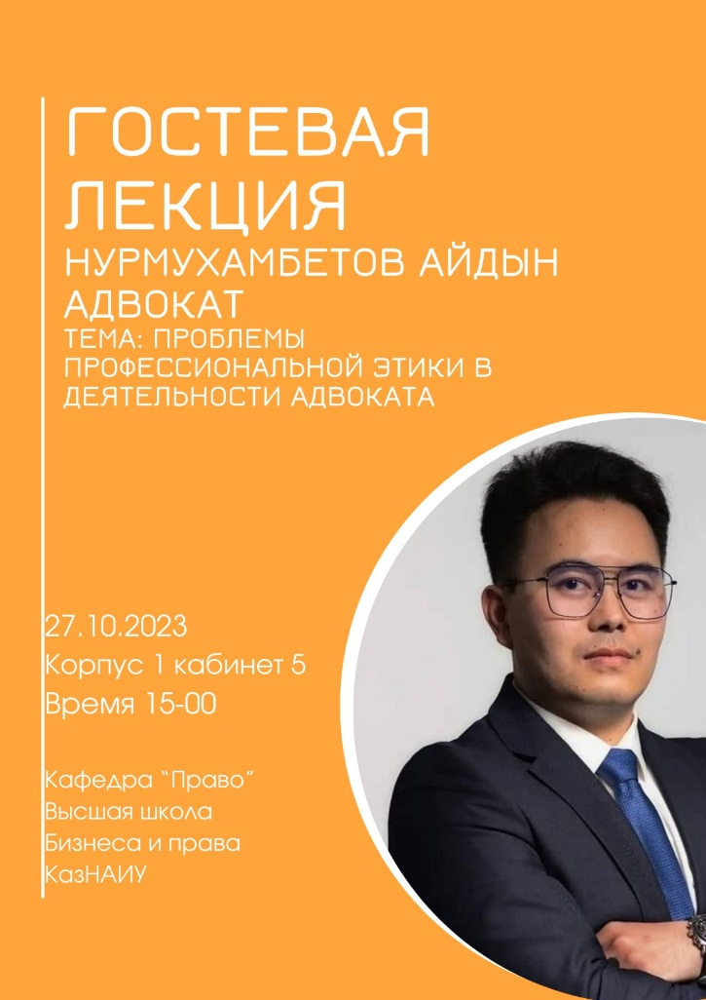 ГОСТЕВАЯ
ЛЕКЦИЯ
НУРМУХАМБЕТОВ АЙДЫН
АДВОКАТ
ТЕМА: ПРОБЛЕМЫ
ПРОФЕССИОНАЛЬНОЙ ЭТИКИ В
ДЕЯТЕЛЬНОСТИ АДВОКАТА
27.10.2023
Корпус 1 кабинет 5
Время 15-00
Кафедра “Право”
Высшая школа
Бизнеса и права
КазНАИУ